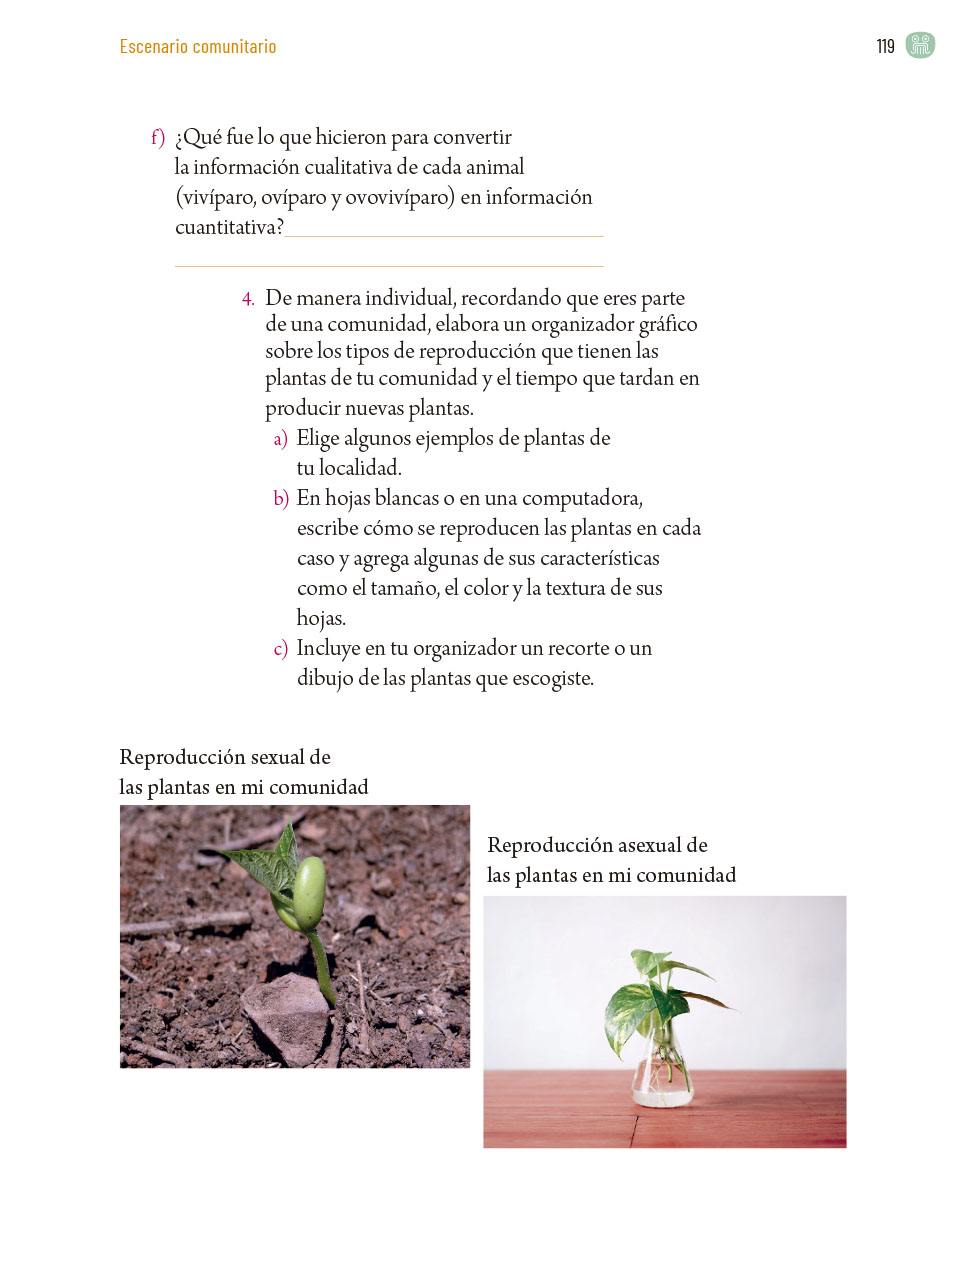 Escenario comunitario
119
f) ¿Qué fue lo que hicieron para convertir
la información cualitativa de cada animal
(vivíparo, ovíparo y ovovivíparo) en información
cuantitativa?
4. De manera individual, recordando que eres parte
de una comunidad, elabora un organizador gráfico
sobre los tipos de reproducción que tienen las
plantas de tu comunidad y el tiempo que tardan en
producir nuevas plantas.
a) Elige algunos ejemplos de plantas de
tu localidad.
b) En hojas blancas o en una computadora,
escribe cómo se reproducen las plantas en cada
caso y agrega algunas de sus características
como el tamaño, el color y la textura de sus
hojas.
c) Incluye en tu organizador un recorte o un
dibujo de las plantas que escogiste.
Reproducción sexual de
las plantas en mi comunidad
Reproducción asexual de
las plantas en mi comunidad